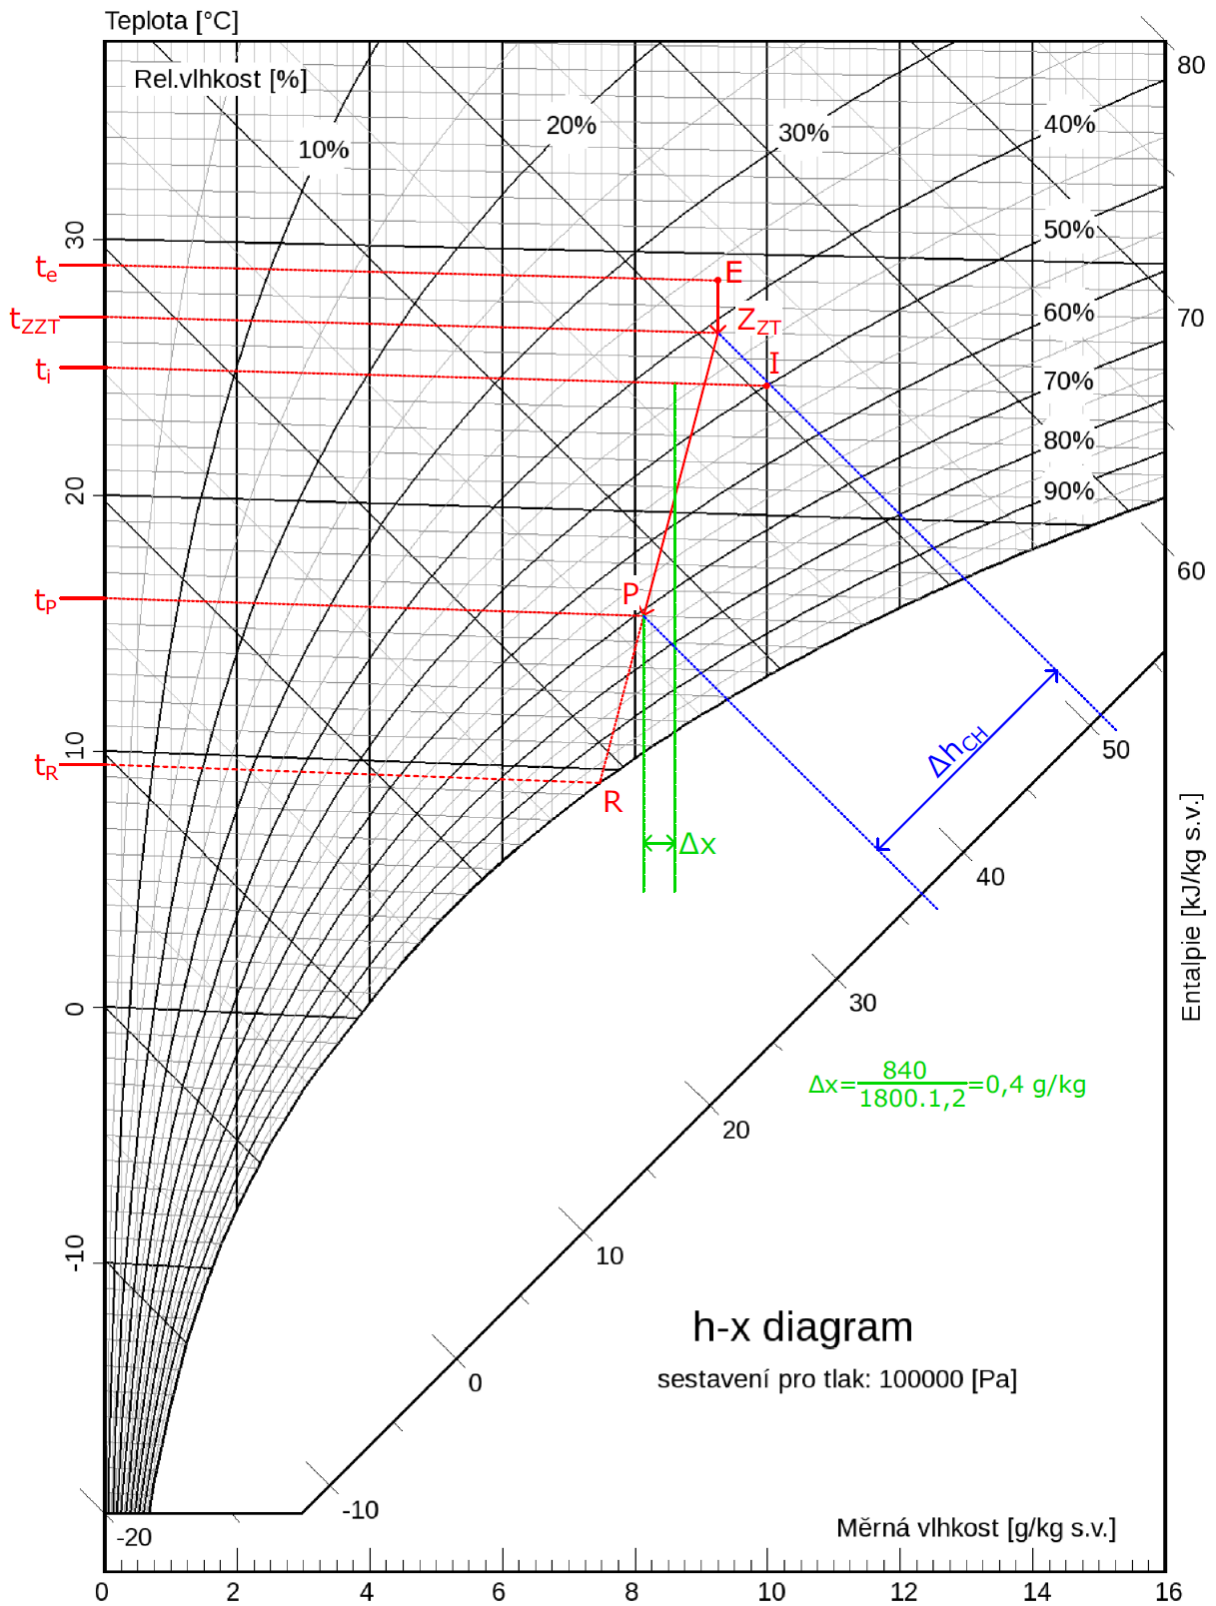 Teplota [°C]
Rel.vlhkost [%]
10%
20%
30%
40%
50%
60%
70%
80%
90%
80
70
60
50
40
30
20
10
0
-10
-20
30
20
10
0
-10
te
tZZT
ti
tP
tR
E
ZZT
I
P
R
ΔhCH
Δx
Entalpie [kJ/kg s.v.]
Δx=840/1800.1,2=0,4 g/kg
h-x diagram
sestavení pro tlak: 100000 [Pa]
Měrná vlhkost [g/kg s.v.]
0 2 4 6 8 10 12 14 16